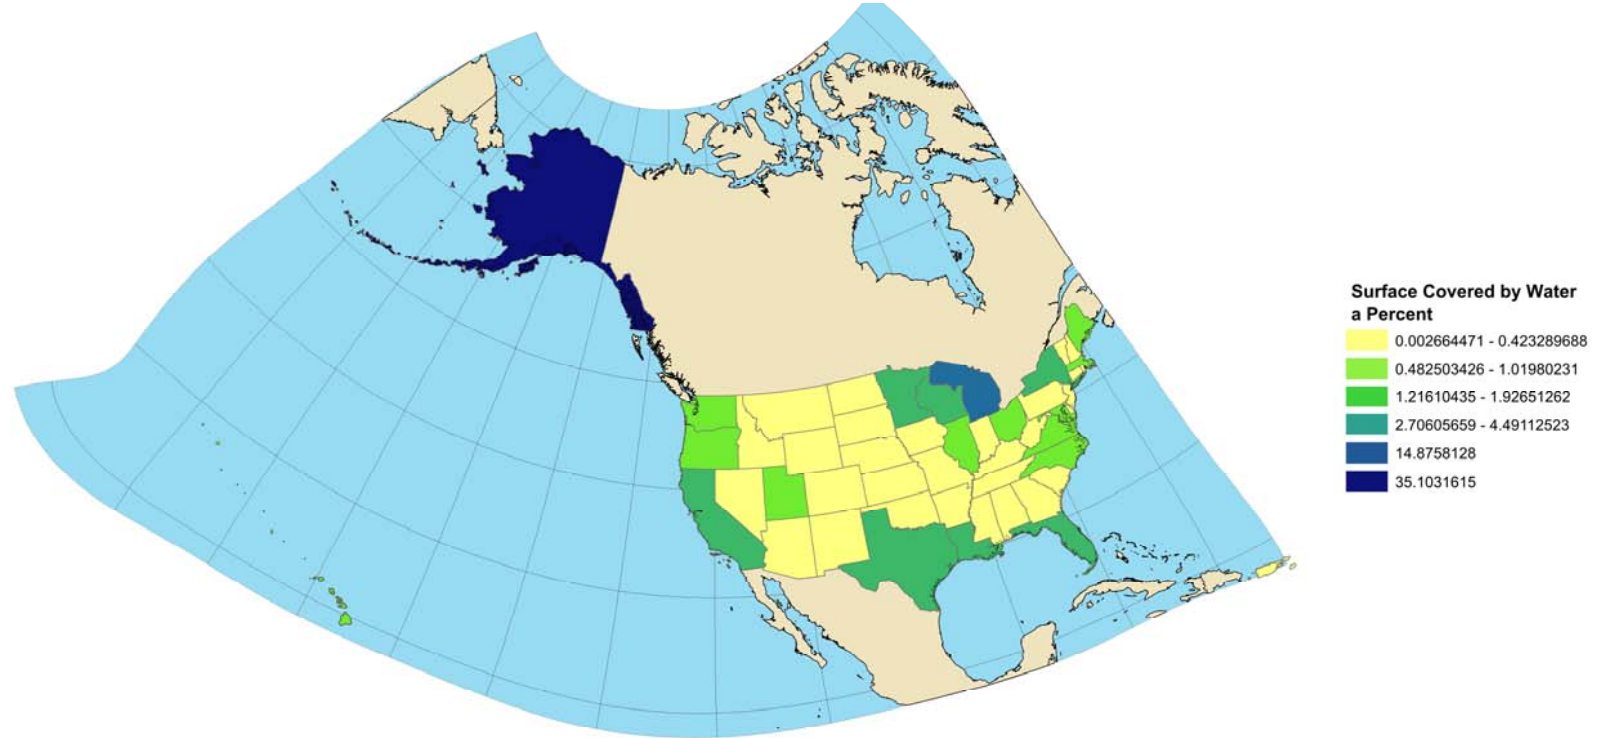 Surface Covered by Water
a Percent
0.002664471 - 0.423289688
0.482503426 - 1.01980231
1.21610435 - 1.92651262
2.70605659 - 4.49112523
14.8758128
35.1031615